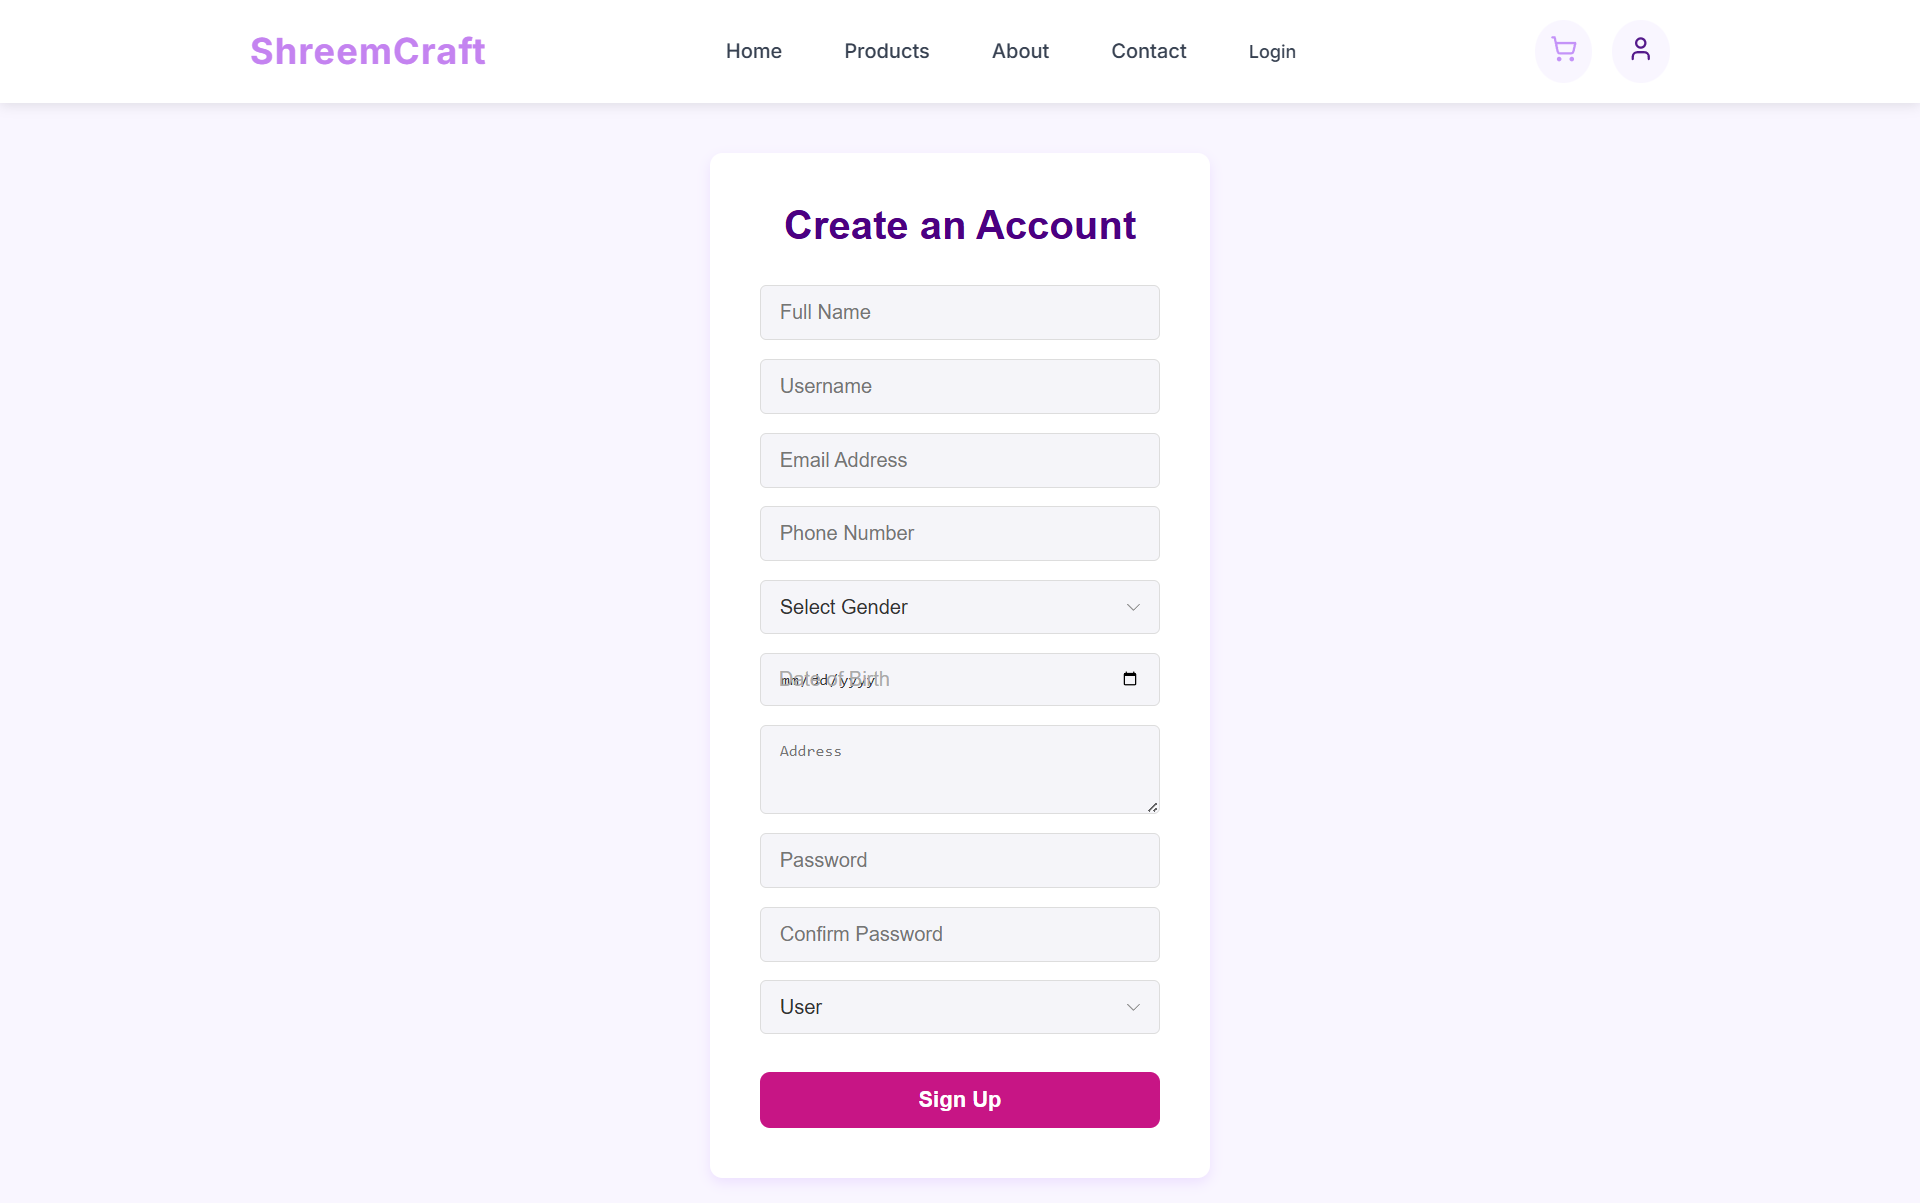 ShreemCraft Home Products About Contact Login
Create an Account
Full Name
Username
Email Address
Phone Number
Select Gender
Date of Birth
mm/dd/yyyy
Address
Password
Confirm Password
User
Sign Up